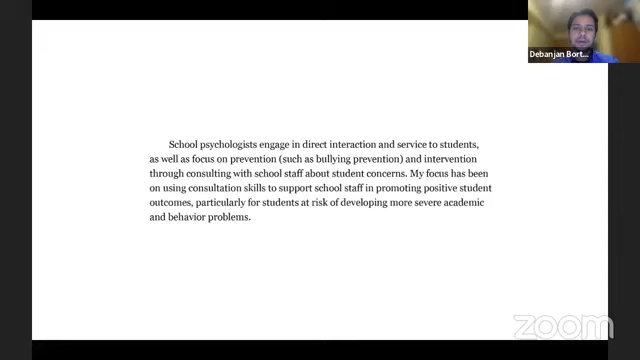 Debanjan Bort...
School psychologists engage in direct interaction and service to students,
as well as focus on prevention (such as bullying prevention) and intervention
through consulting with school staff about student concerns. My focus has been
on using consultation skills to support school staff in promoting positive student
outcomes, particularly for students at risk of developing more severe academic
and behavior problems.
zoom